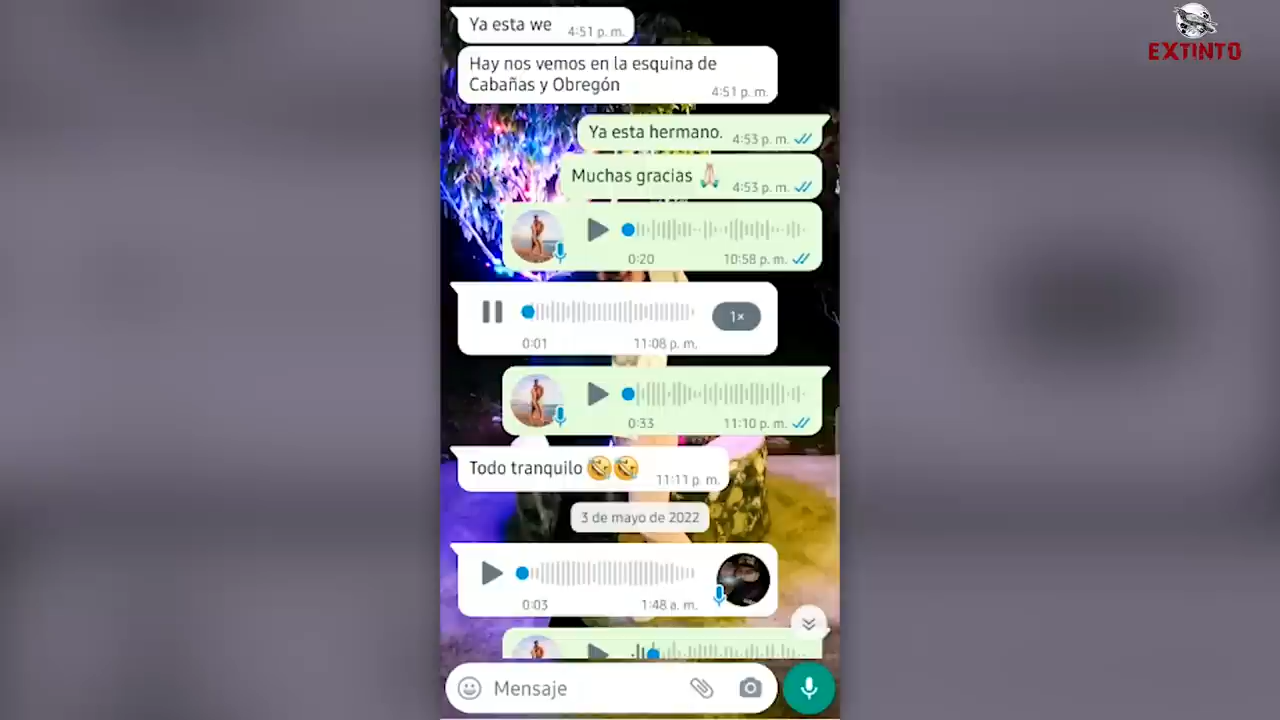 EXTINTO
Ya esta we 4:51 p. m.
Hay nos vemos en la esquina de
Cabañas y Obregón 4:51 p. m.
Ya esta hermano. 4:53 p. m.
Muchas gracias 🙏🏻 4:53 p. m.
0:20 10:58 p. m.
1×
0:01 11:08 p. m.
0:33 11:10 p. m.
Todo tranquilo 🤣🤣 11:11 p. m.
3 de mayo de 2022
0:03 1:48 a. m.
Mensaje